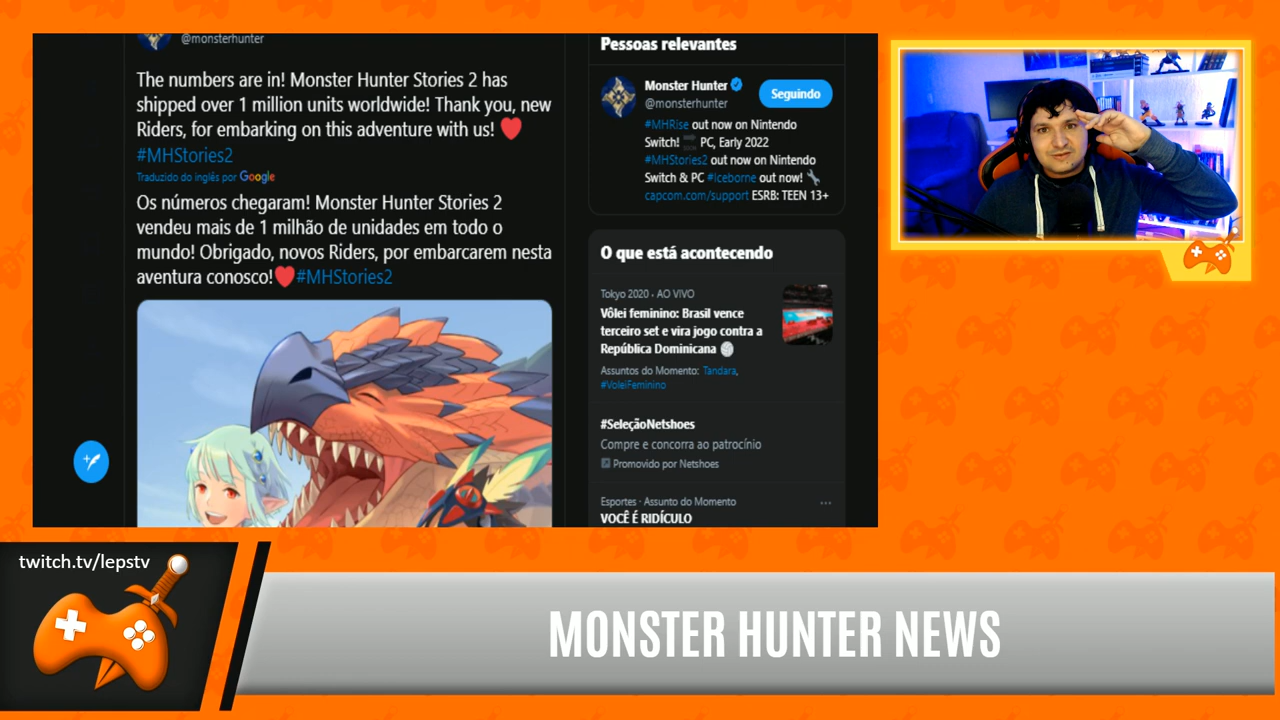 @monsterhunter
The numbers are in! Monster Hunter Stories 2 has
shipped over 1 million units worldwide! Thank you, new
Riders, for embarking on this adventure with us! ❤️
#MHStories2
Traduzido do inglês por Google
Os números chegaram! Monster Hunter Stories 2
vendeu mais de 1 milhão de unidades em todo o
mundo! Obrigado, novos Riders, por embarcarem nesta
aventura conosco!❤️#MHStories2
Pessoas relevantes
Monster Hunter
@monsterhunter
Seguindo
#MHRise out now on Nintendo
Switch! PC, Early 2022
#MHStories2 out now on Nintendo
Switch & PC #Iceborne out now! 🔧
capcom.com/support ESRB: TEEN 13+
O que está acontecendo
Tokyo 2020 · AO VIVO
Vôlei feminino: Brasil vence
terceiro set e vira jogo contra a
República Dominicana 🏐
Assuntos do Momento: Tandara,
#VoleiFeminino
#SeleçãoNetshoes
Compre e concorra ao patrocínio
Promovido por Netshoes
Esportes · Assunto do Momento
VOCÊ É RIDÍCULO
twitch.tv/lepstv
MONSTER HUNTER NEWS